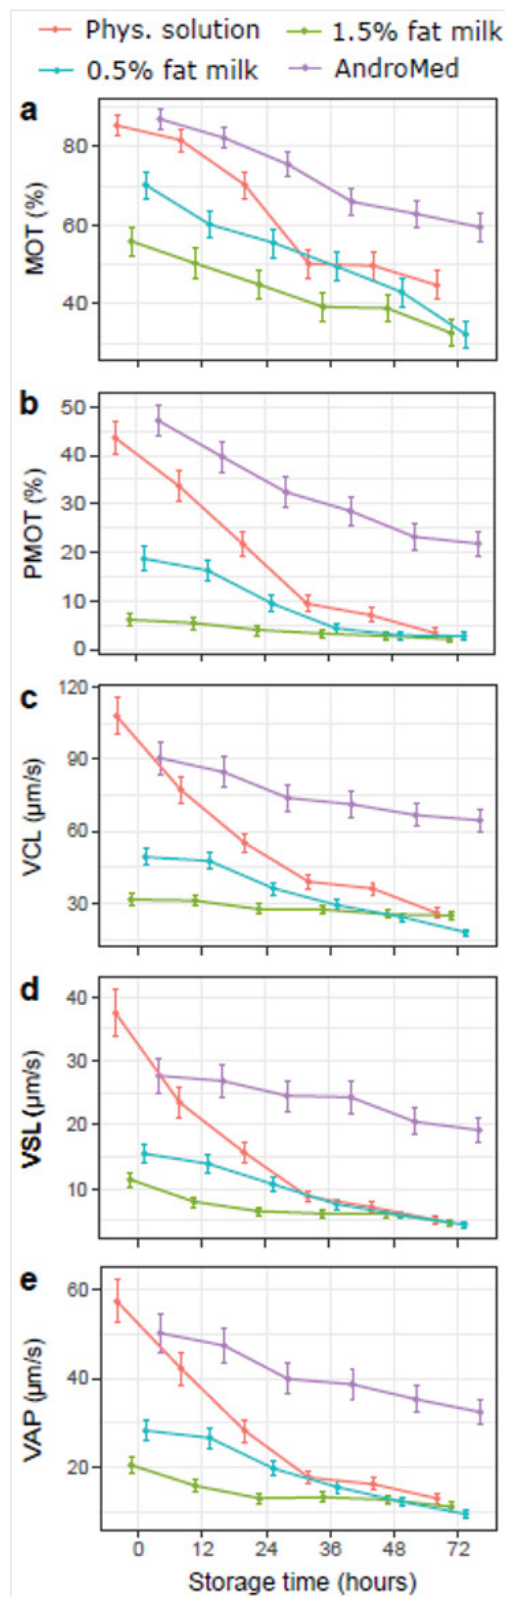 Phys. solution 1.5% fat milk
0.5% fat milk AndroMed
a
MOT (%)
80
60
40
b
PMOT (%)
50
40
30
20
10
0
c
VCL (µm/s)
120
90
60
30
d
VSL (µm/s)
40
30
20
10
e
VAP (µm/s)
60
40
20
0 12 24 36 48 72
Storage time (hours)